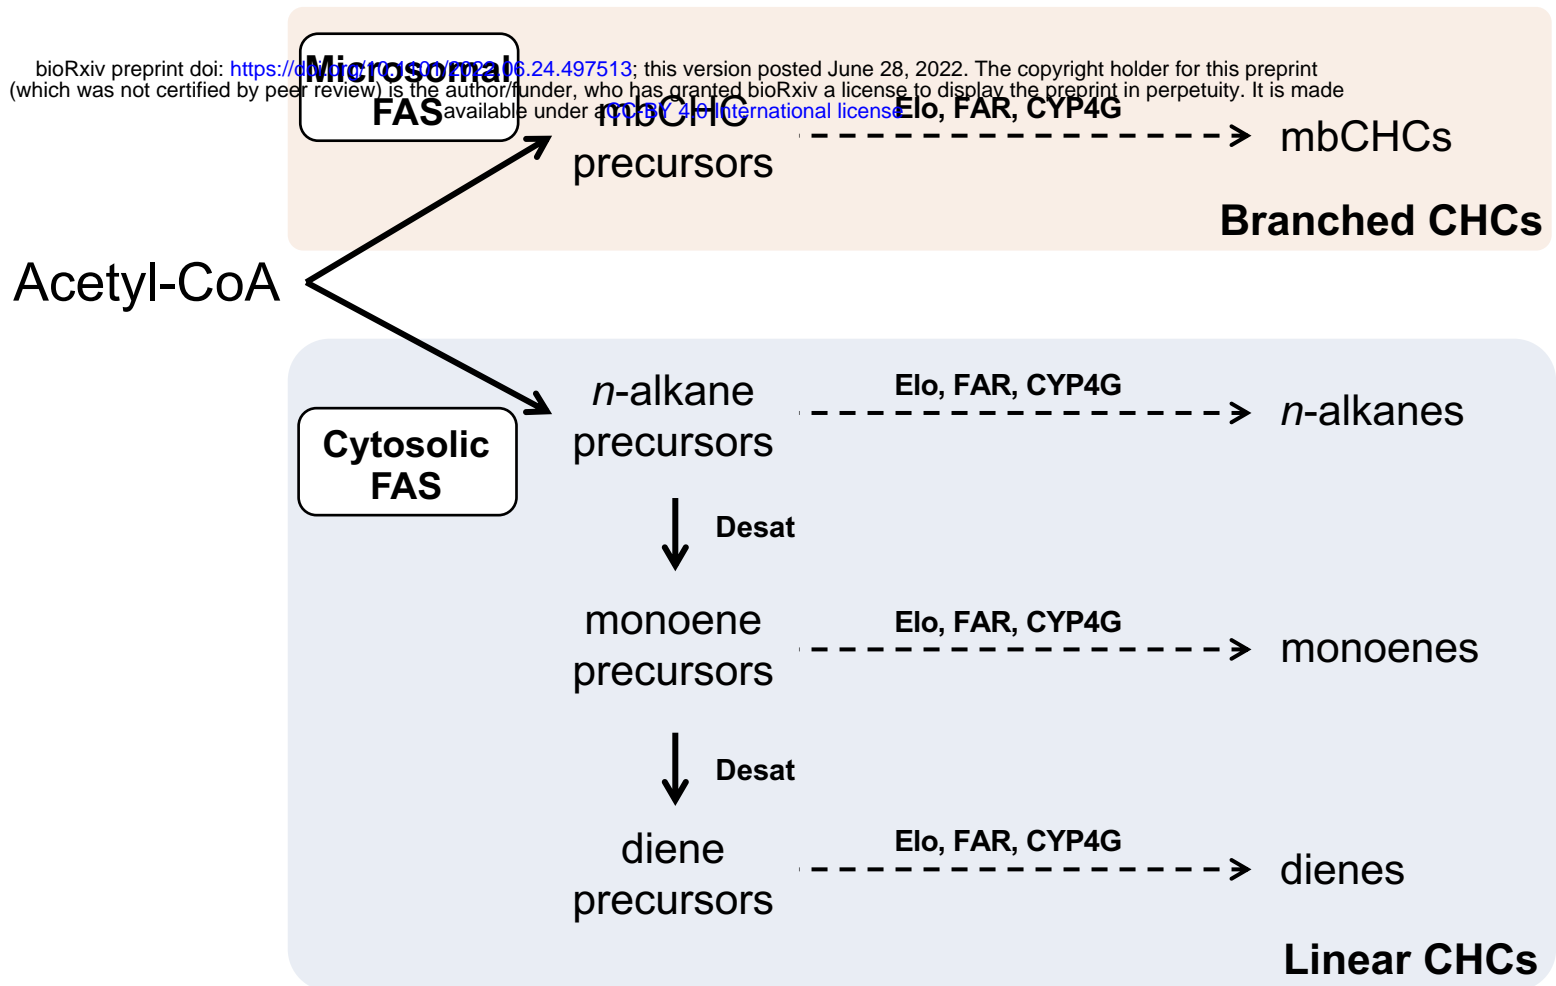 bioRxiv preprint doi: https://doi.org/10.1101/2022.06.24.497513; this version posted June 28, 2022. The copyright holder for this preprint
(which was not certified by peer review) is the author/funder, who has granted bioRxiv a license to display the preprint in perpetuity. It is made
available under aCC-BY 4.0 International license.
Microsomal
FAS
mbCHC
precursors
Elo, FAR, CYP4G
mbCHCs
Branched CHCs
Acetyl-CoA
Cytosolic
FAS
n-alkane
precursors
Elo, FAR, CYP4G
n-alkanes
Desat
monoene
precursors
Elo, FAR, CYP4G
monoenes
Desat
diene
precursors
Elo, FAR, CYP4G
dienes
Linear CHCs